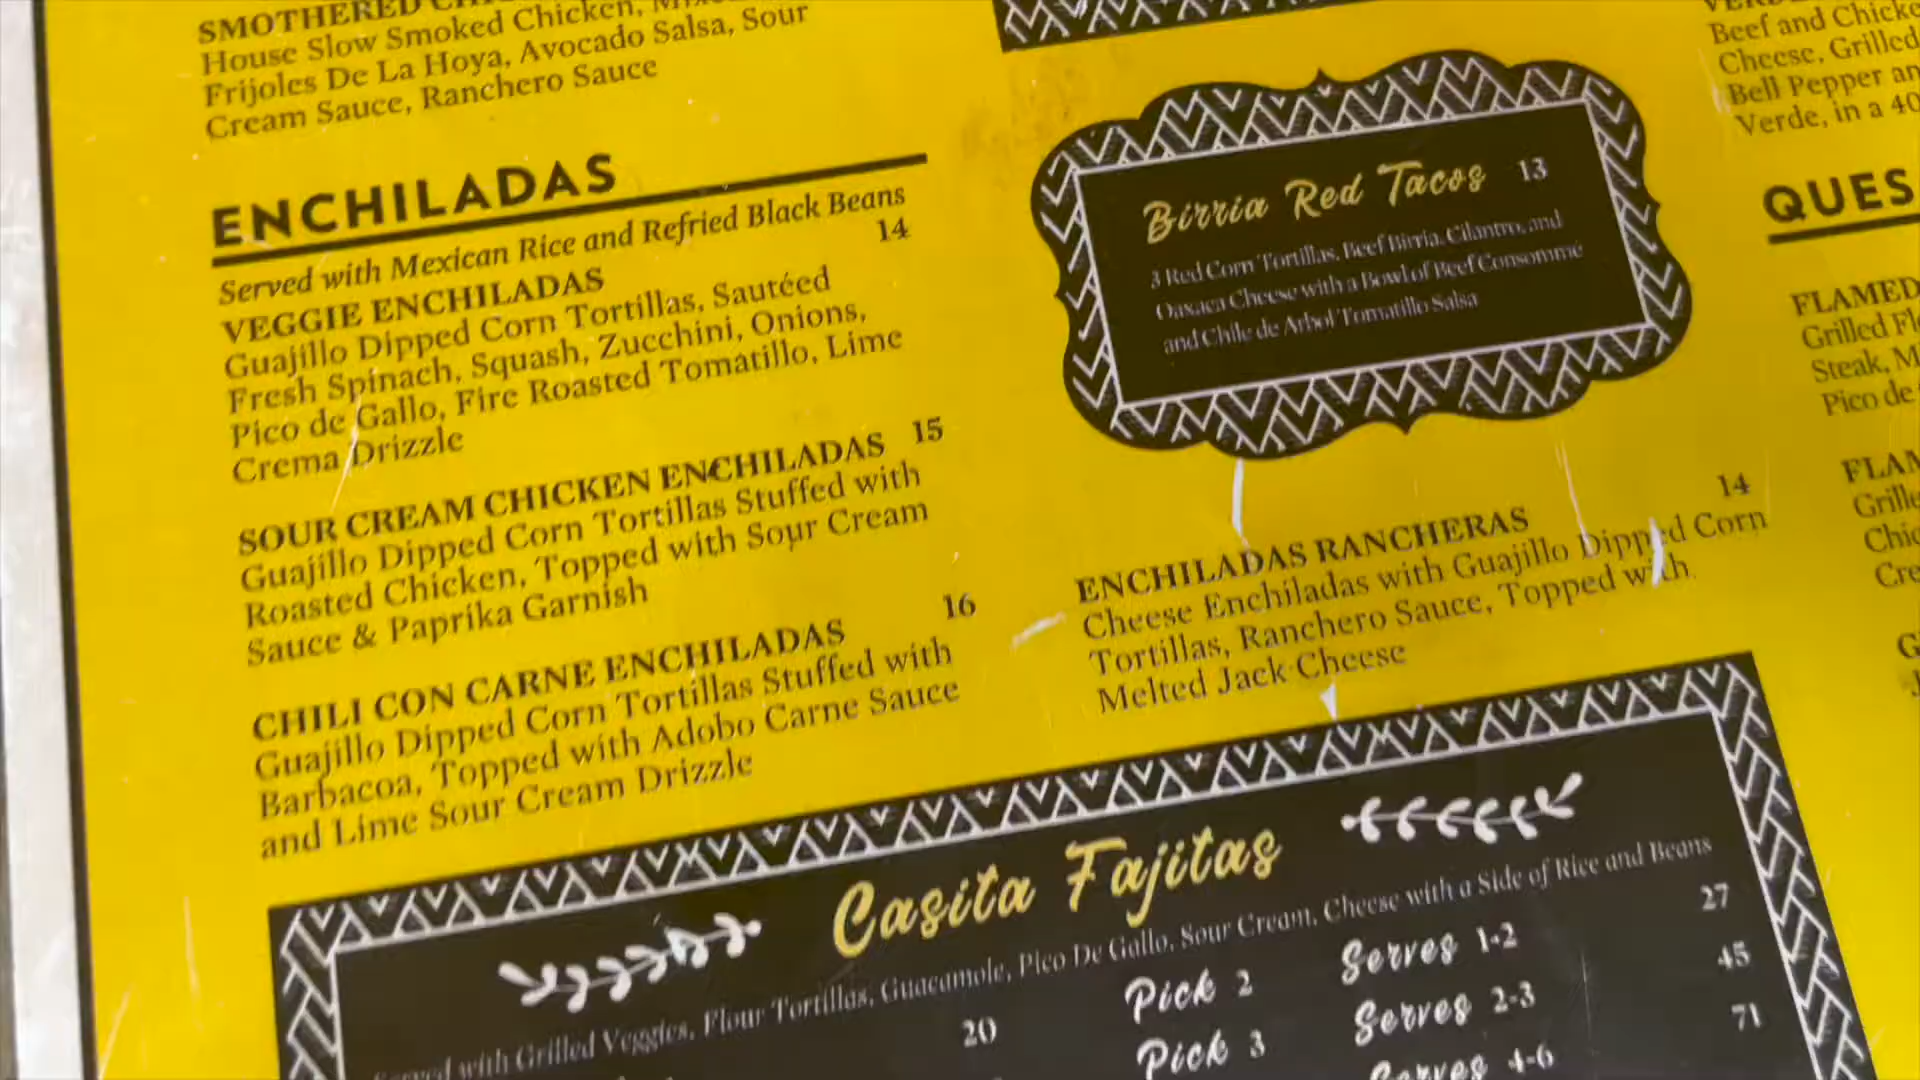 SMOTHERED
House Slow Smoked Chicken,
Frijoles De La Hoya, Avocado Salsa, Sour
Cream Sauce, Ranchero Sauce
ENCHILADAS
Served with Mexican Rice and Refried Black Beans
VEGGIE ENCHILADAS 14
Guajillo Dipped Corn Tortillas, Sautéed
Fresh Spinach, Squash, Zucchini, Onions,
Pico de Gallo, Fire Roasted Tomatillo, Lime
Crema Drizzle
SOUR CREAM CHICKEN ENCHILADAS 15
Guajillo Dipped Corn Tortillas Stuffed with
Roasted Chicken, Topped with Sour Cream
Sauce & Paprika Garnish
CHILI CON CARNE ENCHILADAS 16
Guajillo Dipped Corn Tortillas Stuffed with
Barbacoa, Topped with Adobo Carne Sauce
and Lime Sour Cream Drizzle
Birria Red Tacos 13
3 Red Corn Tortillas, Beef Birria, Cilantro, and
Oaxaca Cheese with a Bowl of Beef Consomme
and Chile de Arbol Tomatillo Salsa
ENCHILADAS RANCHERAS 14
Cheese Enchiladas with Guajillo Dipped Corn
Tortillas, Ranchero Sauce, Topped with
Melted Jack Cheese
Casita Fajitas
Served with Grilled Veggies, Flour Tortillas, Guacamole, Pico De Gallo, Sour Cream, Cheese with a Side of Rice and Beans
20
Pick 2 Serves 1-2 27
Pick 3 Serves 2-3 45
Serves 4-6 71
Beef and
Cheese, Grilled
Bell Pepper
Verde, in a
QUES
FLAMED
Grilled
Steak,
Pico de